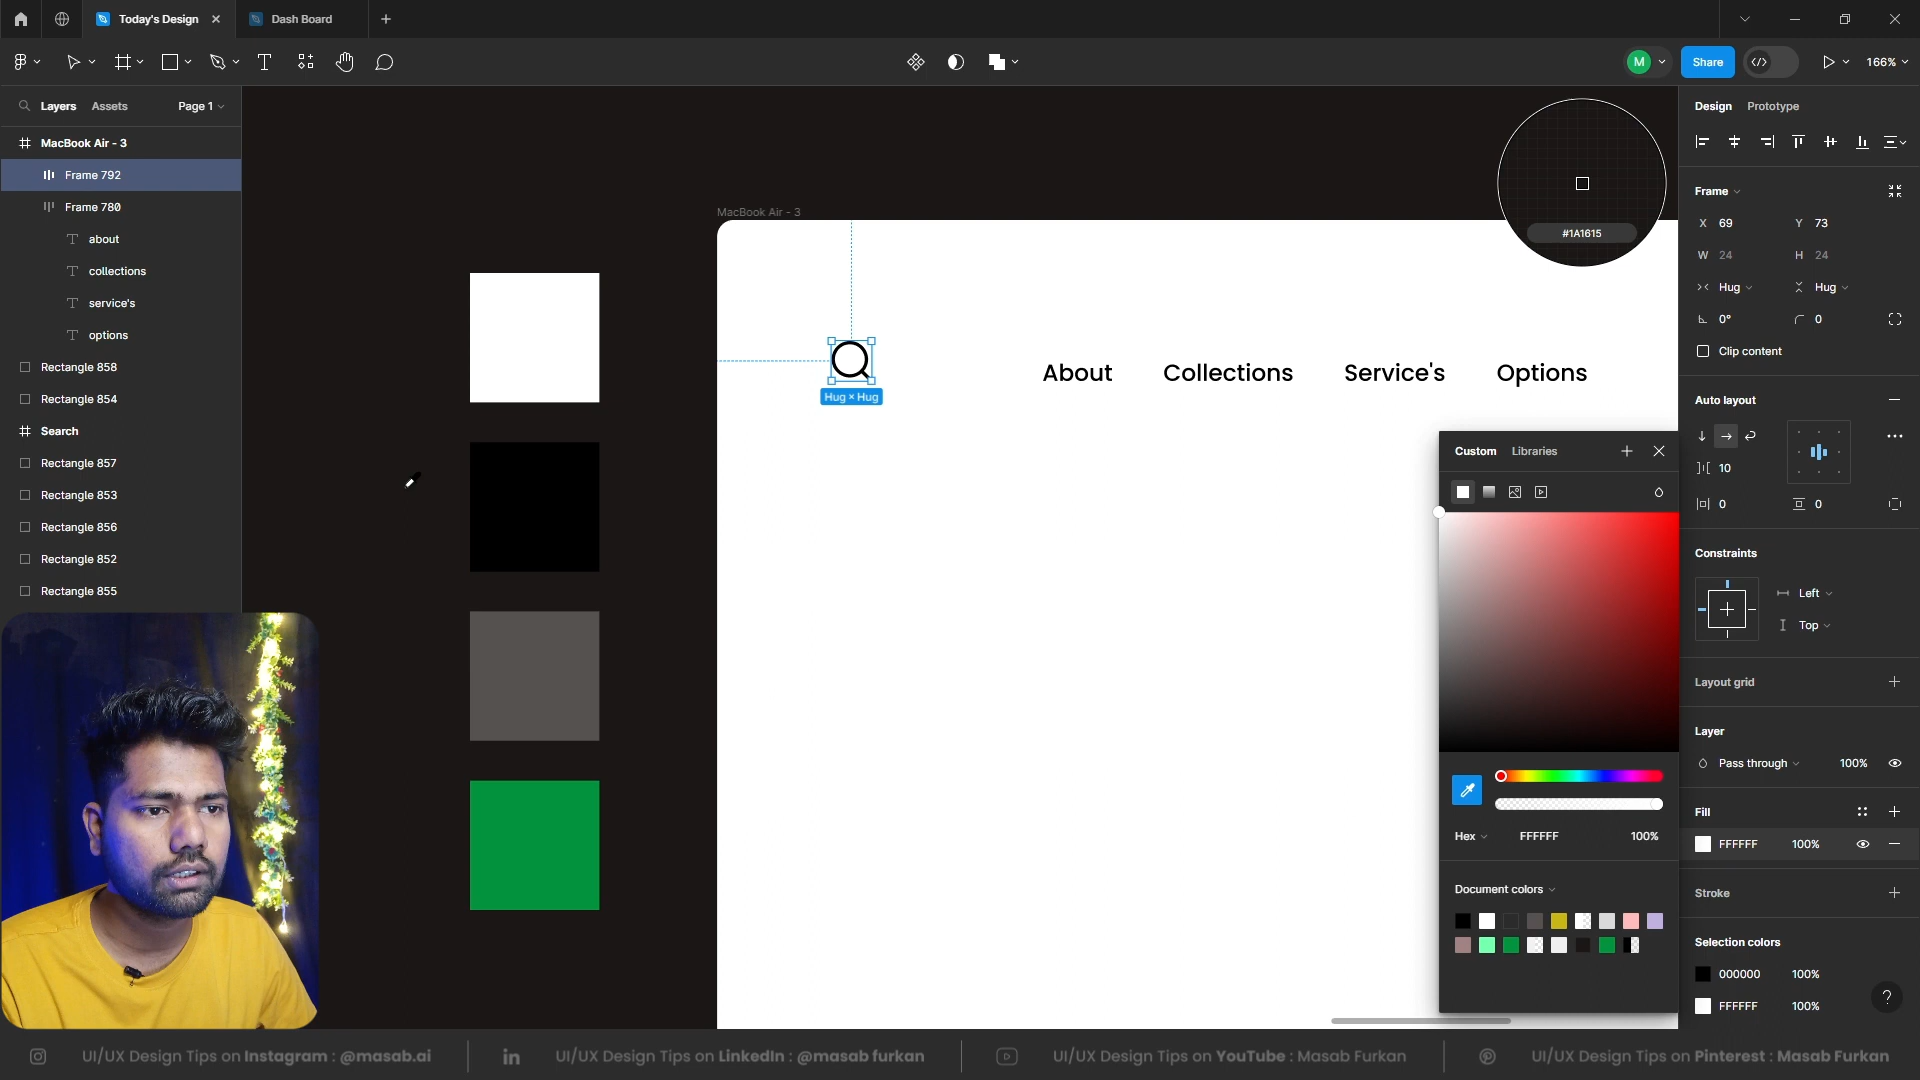 Today's Design
Dash Board
M
Share
166%
Layers
Assets
Page 1
Design
Prototype
MacBook Air - 3
Frame 792
Frame 780
about
collections
service's
options
Rectangle 858
Rectangle 854
Search
Rectangle 857
Rectangle 853
Rectangle 856
Rectangle 852
Rectangle 855
MacBook Air - 3
#1A1615
Hug × Hug
About
Collections
Service's
Options
Custom
Libraries
Hex
FFFFFF
100%
Document colors
Frame
X
69
Y
73
W
24
H
24
Hug
Hug
0°
0
Clip content
Auto layout
10
0
0
Constraints
Left
Top
Layout grid
Layer
Pass through
100%
Fill
FFFFFF
100%
Stroke
Selection colors
000000
100%
FFFFFF
100%
?
UI/UX Design Tips on Instagram : @masab.ai
in
UI/UX Design Tips on LinkedIn : @masab furkan
UI/UX Design Tips on YouTube : Masab Furkan
UI/UX Design Tips on Pinterest : Masab Furkan